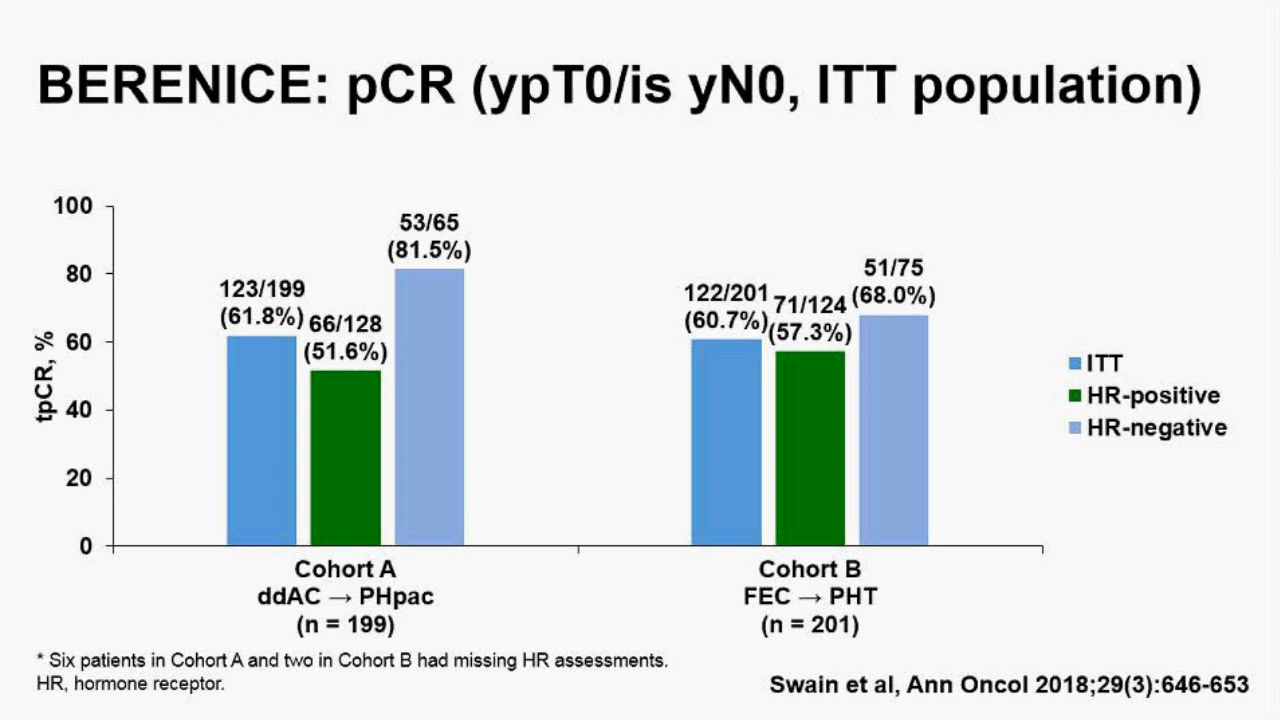 BERENICE: pCR (ypT0/is yN0, ITT population)
tpCR, %
100
80
60
40
20
0
123/199
(61.8%)
66/128
(51.6%)
53/65
(81.5%)
122/201
(60.7%)
71/124
(57.3%)
51/75
(68.0%)
ITT
HR-positive
HR-negative
Cohort A
ddAC → PHpac
(n = 199)
Cohort B
FEC → PHT
(n = 201)
* Six patients in Cohort A and two in Cohort B had missing HR assessments.
HR, hormone receptor.
Swain et al, Ann Oncol 2018;29(3):646-653